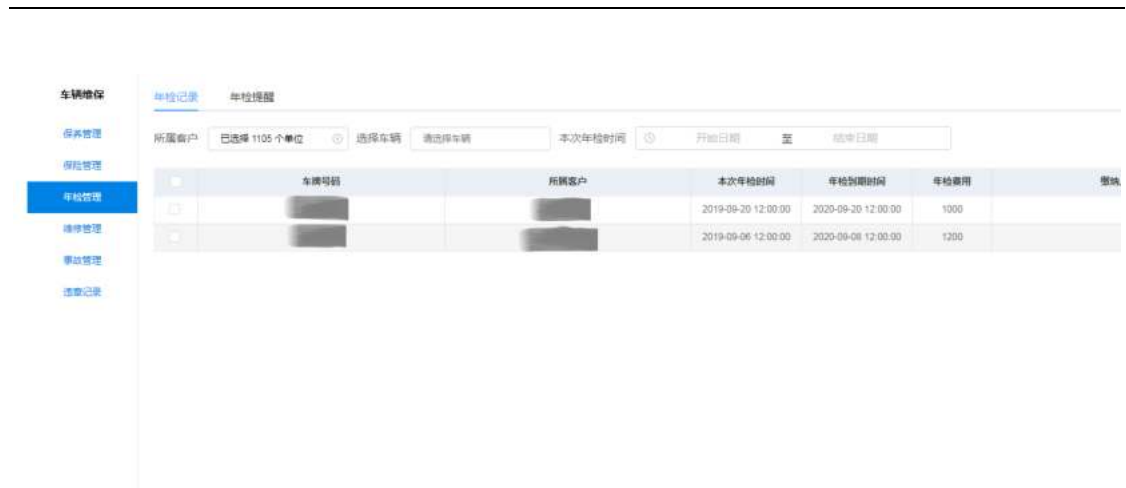 车辆维保
保养管理
保险管理
年检管理
维修管理
事故管理
违章记录
年检记录 年检提醒
所属客户 已选择 1105 个单位 选择车辆 请选择车辆 本次年检时间 开始日期 至 结束日期
车牌号码 所属客户 本次年检时间 年检到期时间 年检费用 缴纳
2019-09-20 12:00:00 2020-09-20 12:00:00 1000
2019-09-06 12:00:00 2020-09-08 12:00:00 1200